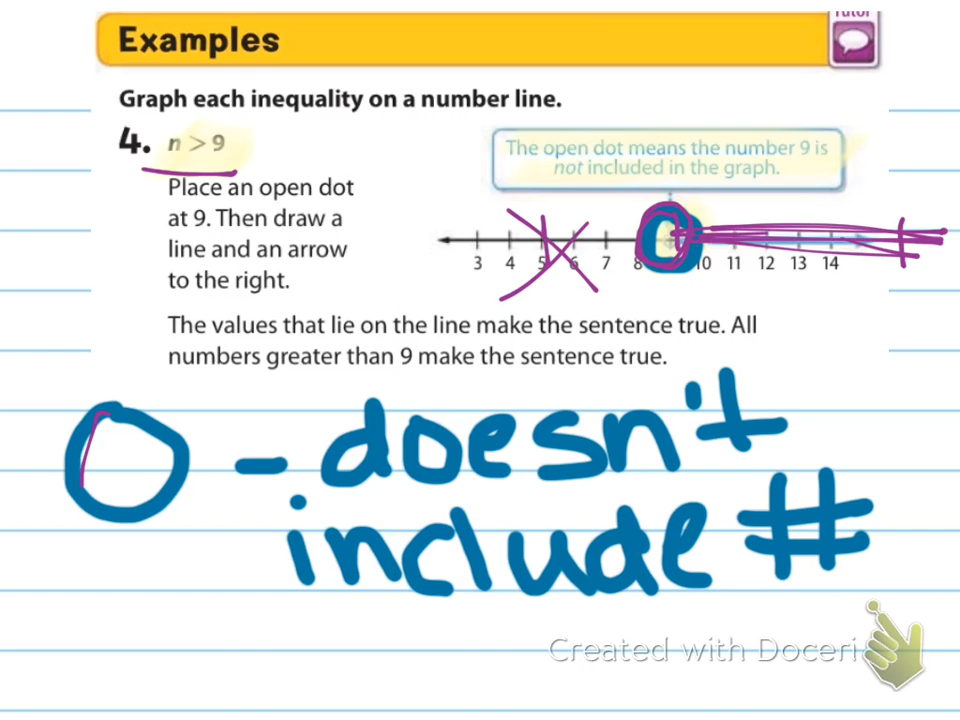 Tutor
Examples
Graph each inequality on a number line.
4. n > 9
The open dot means the number 9 is
not included in the graph.
Place an open dot
at 9. Then draw a
line and an arrow
to the right.
3 4 5 6 7 8 10 11 12 13 14
The values that lie on the line make the sentence true. All
numbers greater than 9 make the sentence true.
O - doesn't
include #
Created with Doceri